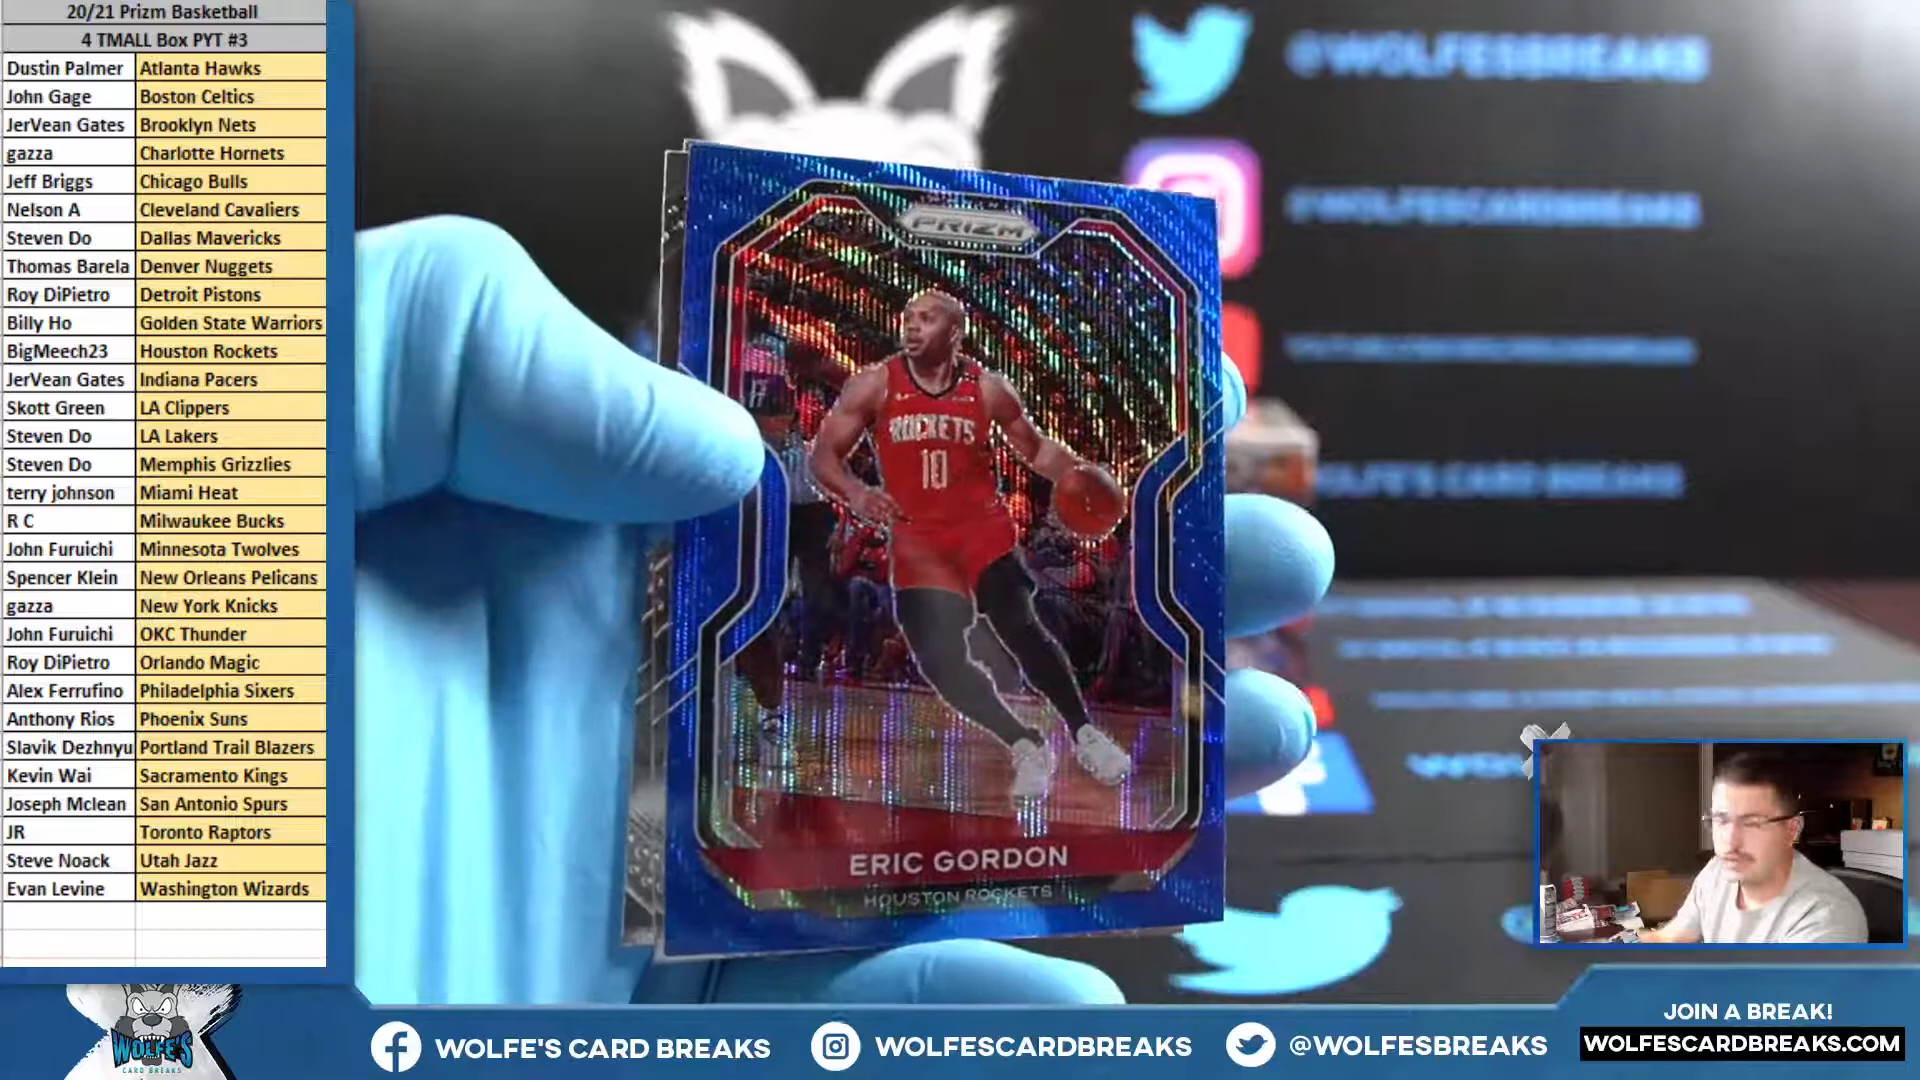 20/21 Prizm Basketball
4 TMALL Box PYT #3
Dustin Palmer Atlanta Hawks
John Gage Boston Celtics
JerVean Gates Brooklyn Nets
gazza Charlotte Hornets
Jeff Briggs Chicago Bulls
Nelson A Cleveland Cavaliers
Steven Do Dallas Mavericks
Thomas Barela Denver Nuggets
Roy DiPietro Detroit Pistons
Billy Ho Golden State Warriors
BigMeech23 Houston Rockets
JerVean Gates Indiana Pacers
Skott Green LA Clippers
Steven Do LA Lakers
Steven Do Memphis Grizzlies
terry johnson Miami Heat
R C Milwaukee Bucks
John Furuichi Minnesota Twolves
Spencer Klein New Orleans Pelicans
gazza New York Knicks
John Furuichi OKC Thunder
Roy DiPietro Orlando Magic
Alex Ferrufino Philadelphia Sixers
Anthony Rios Phoenix Suns
Slavik Dezhnyu Portland Trail Blazers
Kevin Wai Sacramento Kings
Joseph Mclean San Antonio Spurs
JR Toronto Raptors
Steve Noack Utah Jazz
Evan Levine Washington Wizards
@WOLFESBREAKS
@WOLFESCARDBREAKS
WOLFE'S CARD BREAKS
PRIZM
ROCKETS
10
ERIC GORDON
HOUSTON ROCKETS
WOLFE'S
CARD BREAKS
WOLFE'S CARD BREAKS
WOLFESCARDBREAKS
@WOLFESBREAKS
JOIN A BREAK!
WOLFESCARDBREAKS.COM